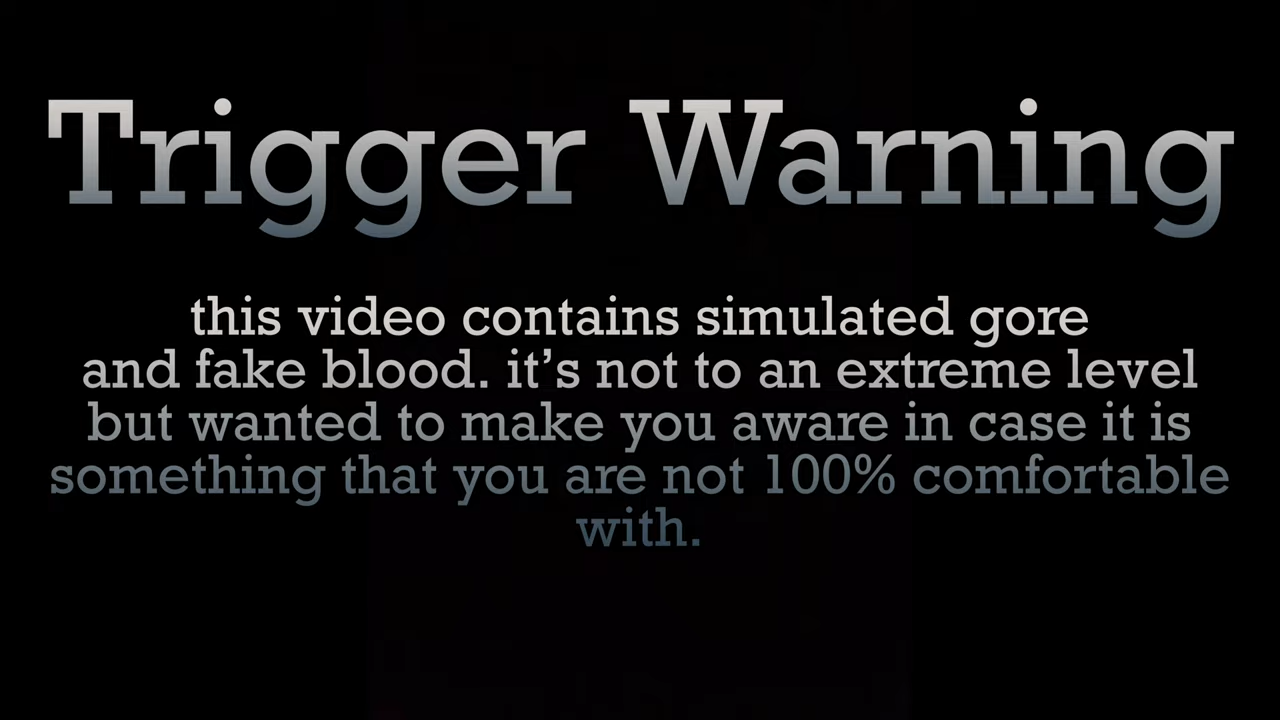 Trigger Warning
this video contains simulated gore
and fake blood. it’s not to an extreme level
but wanted to make you aware in case it is
something that you are not 100% comfortable
with.